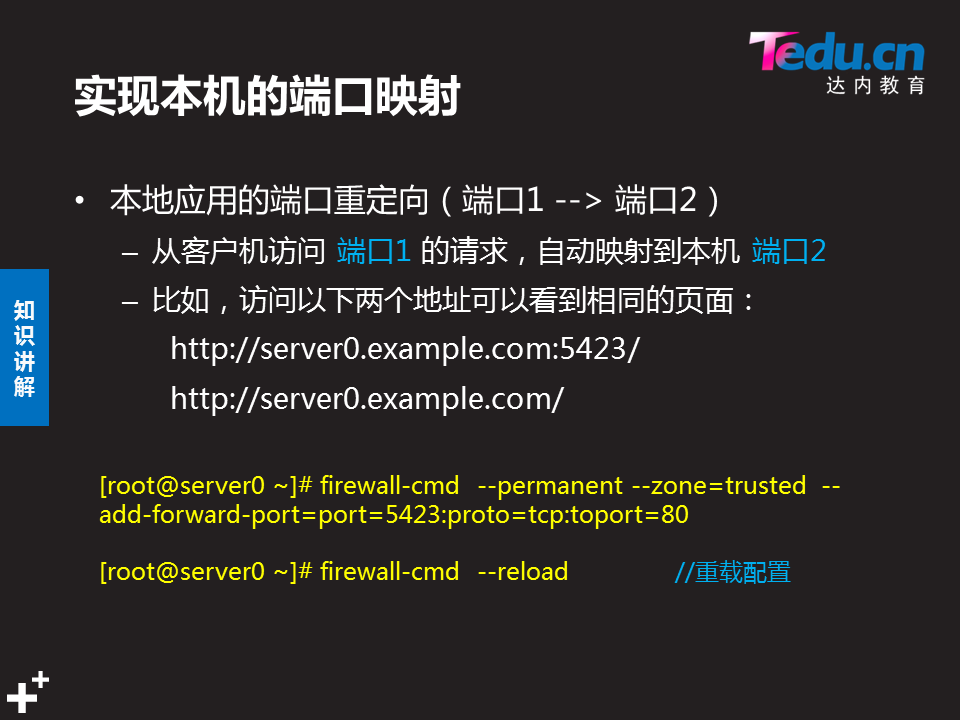 Tedu.cn
达内教育
实现本机的端口映射
• 本地应用的端口重定向（端口1 --> 端口2）
– 从客户机访问 端口1 的请求，自动映射到本机 端口2
– 比如，访问以下两个地址可以看到相同的页面：
http://server0.example.com:5423/
http://server0.example.com/
知识讲解
[root@server0 ~]# firewall-cmd --permanent --zone=trusted --
add-forward-port=port=5423:proto=tcp:toport=80
[root@server0 ~]# firewall-cmd --reload //重载配置